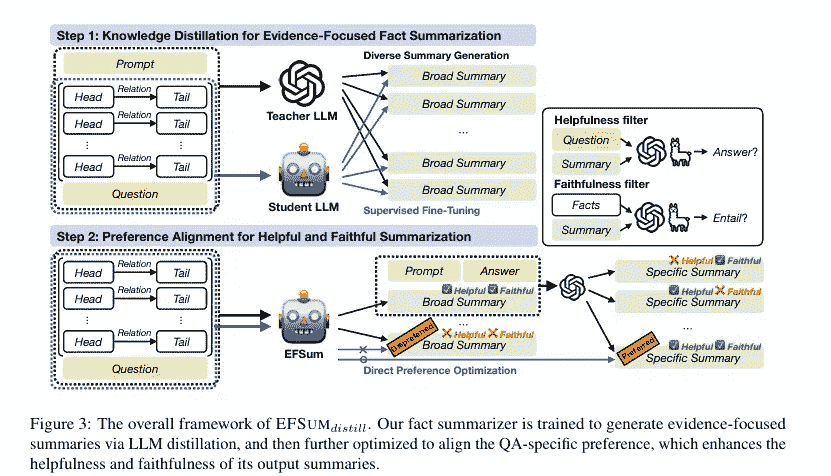 Step 1: Knowledge Distillation for Evidence-Focused Fact Summarization
Prompt
Head Relation Tail
Head Relation Tail
Head Relation Tail
Question
Teacher LLM
Student LLM
Diverse Summary Generation
Broad Summary
Broad Summary
...
Broad Summary
Broad Summary
Supervised Fine-Tuning
Helpfulness filter
Question
Summary
Answer?
Faithfulness filter
Facts
Summary
Entail?
Step 2: Preference Alignment for Helpful and Faithful Summarization
Head Relation Tail
Head Relation Tail
Head Relation Tail
Question
EFSum
Prompt Answer
Helpful Faithful
Broad Summary
...
Helpful Faithful
Dispreferred
Broad Summary
Direct Preference Optimization
Helpful Faithful
Specific Summary
Helpful Faithful
Specific Summary
...
Helpful Faithful
Preferred
Specific Summary
Figure 3: The overall framework of EFSUMdistill. Our fact summarizer is trained to generate evidence-focused
summaries via LLM distillation, and then further optimized to align the QA-specific preference, which enhances the
helpfulness and faithfulness of its output summaries.